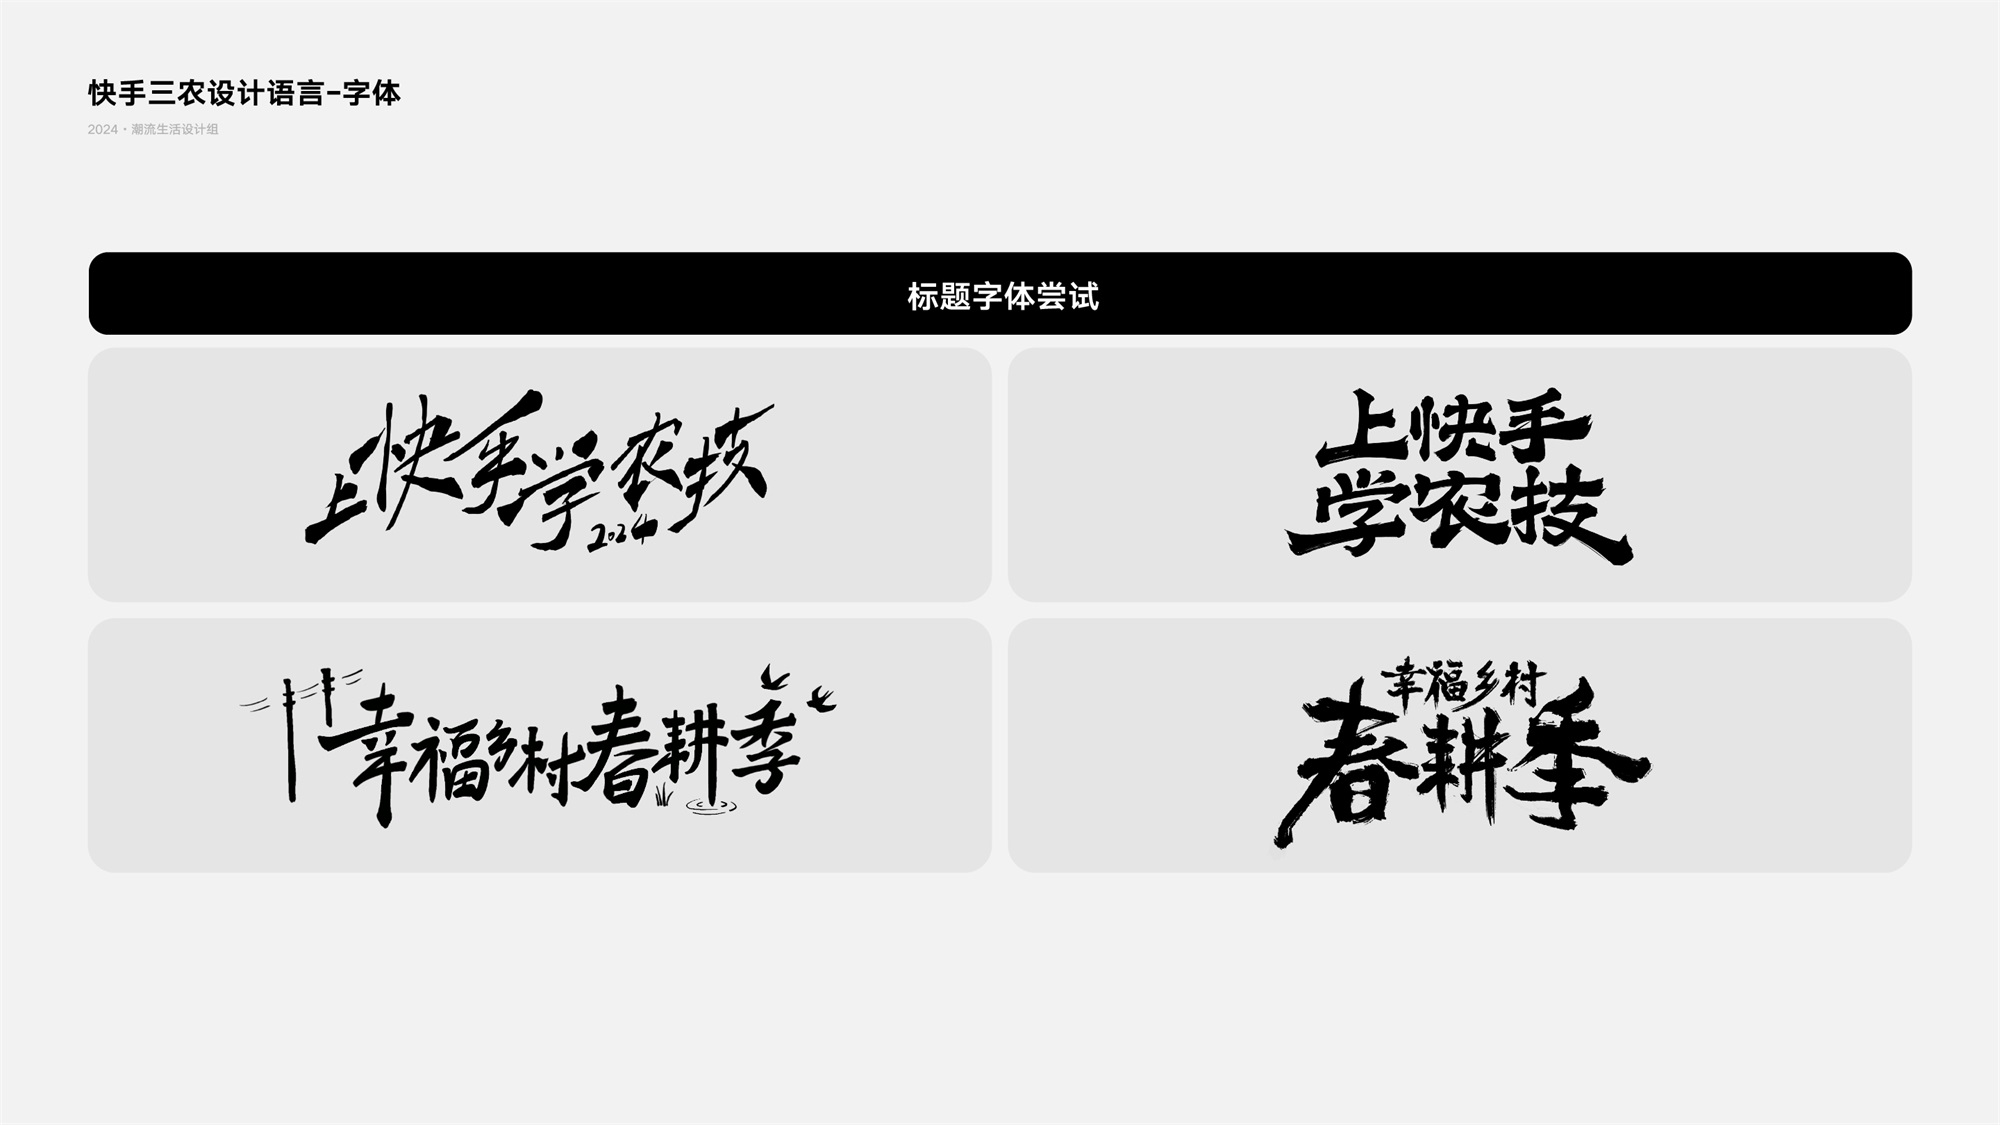 快手三农设计语言-字体
2024·潮流生活设计组
标题字体尝试
上快手学农技
2024
上快手
学农技
幸福乡村春耕季
幸福乡村
春耕季